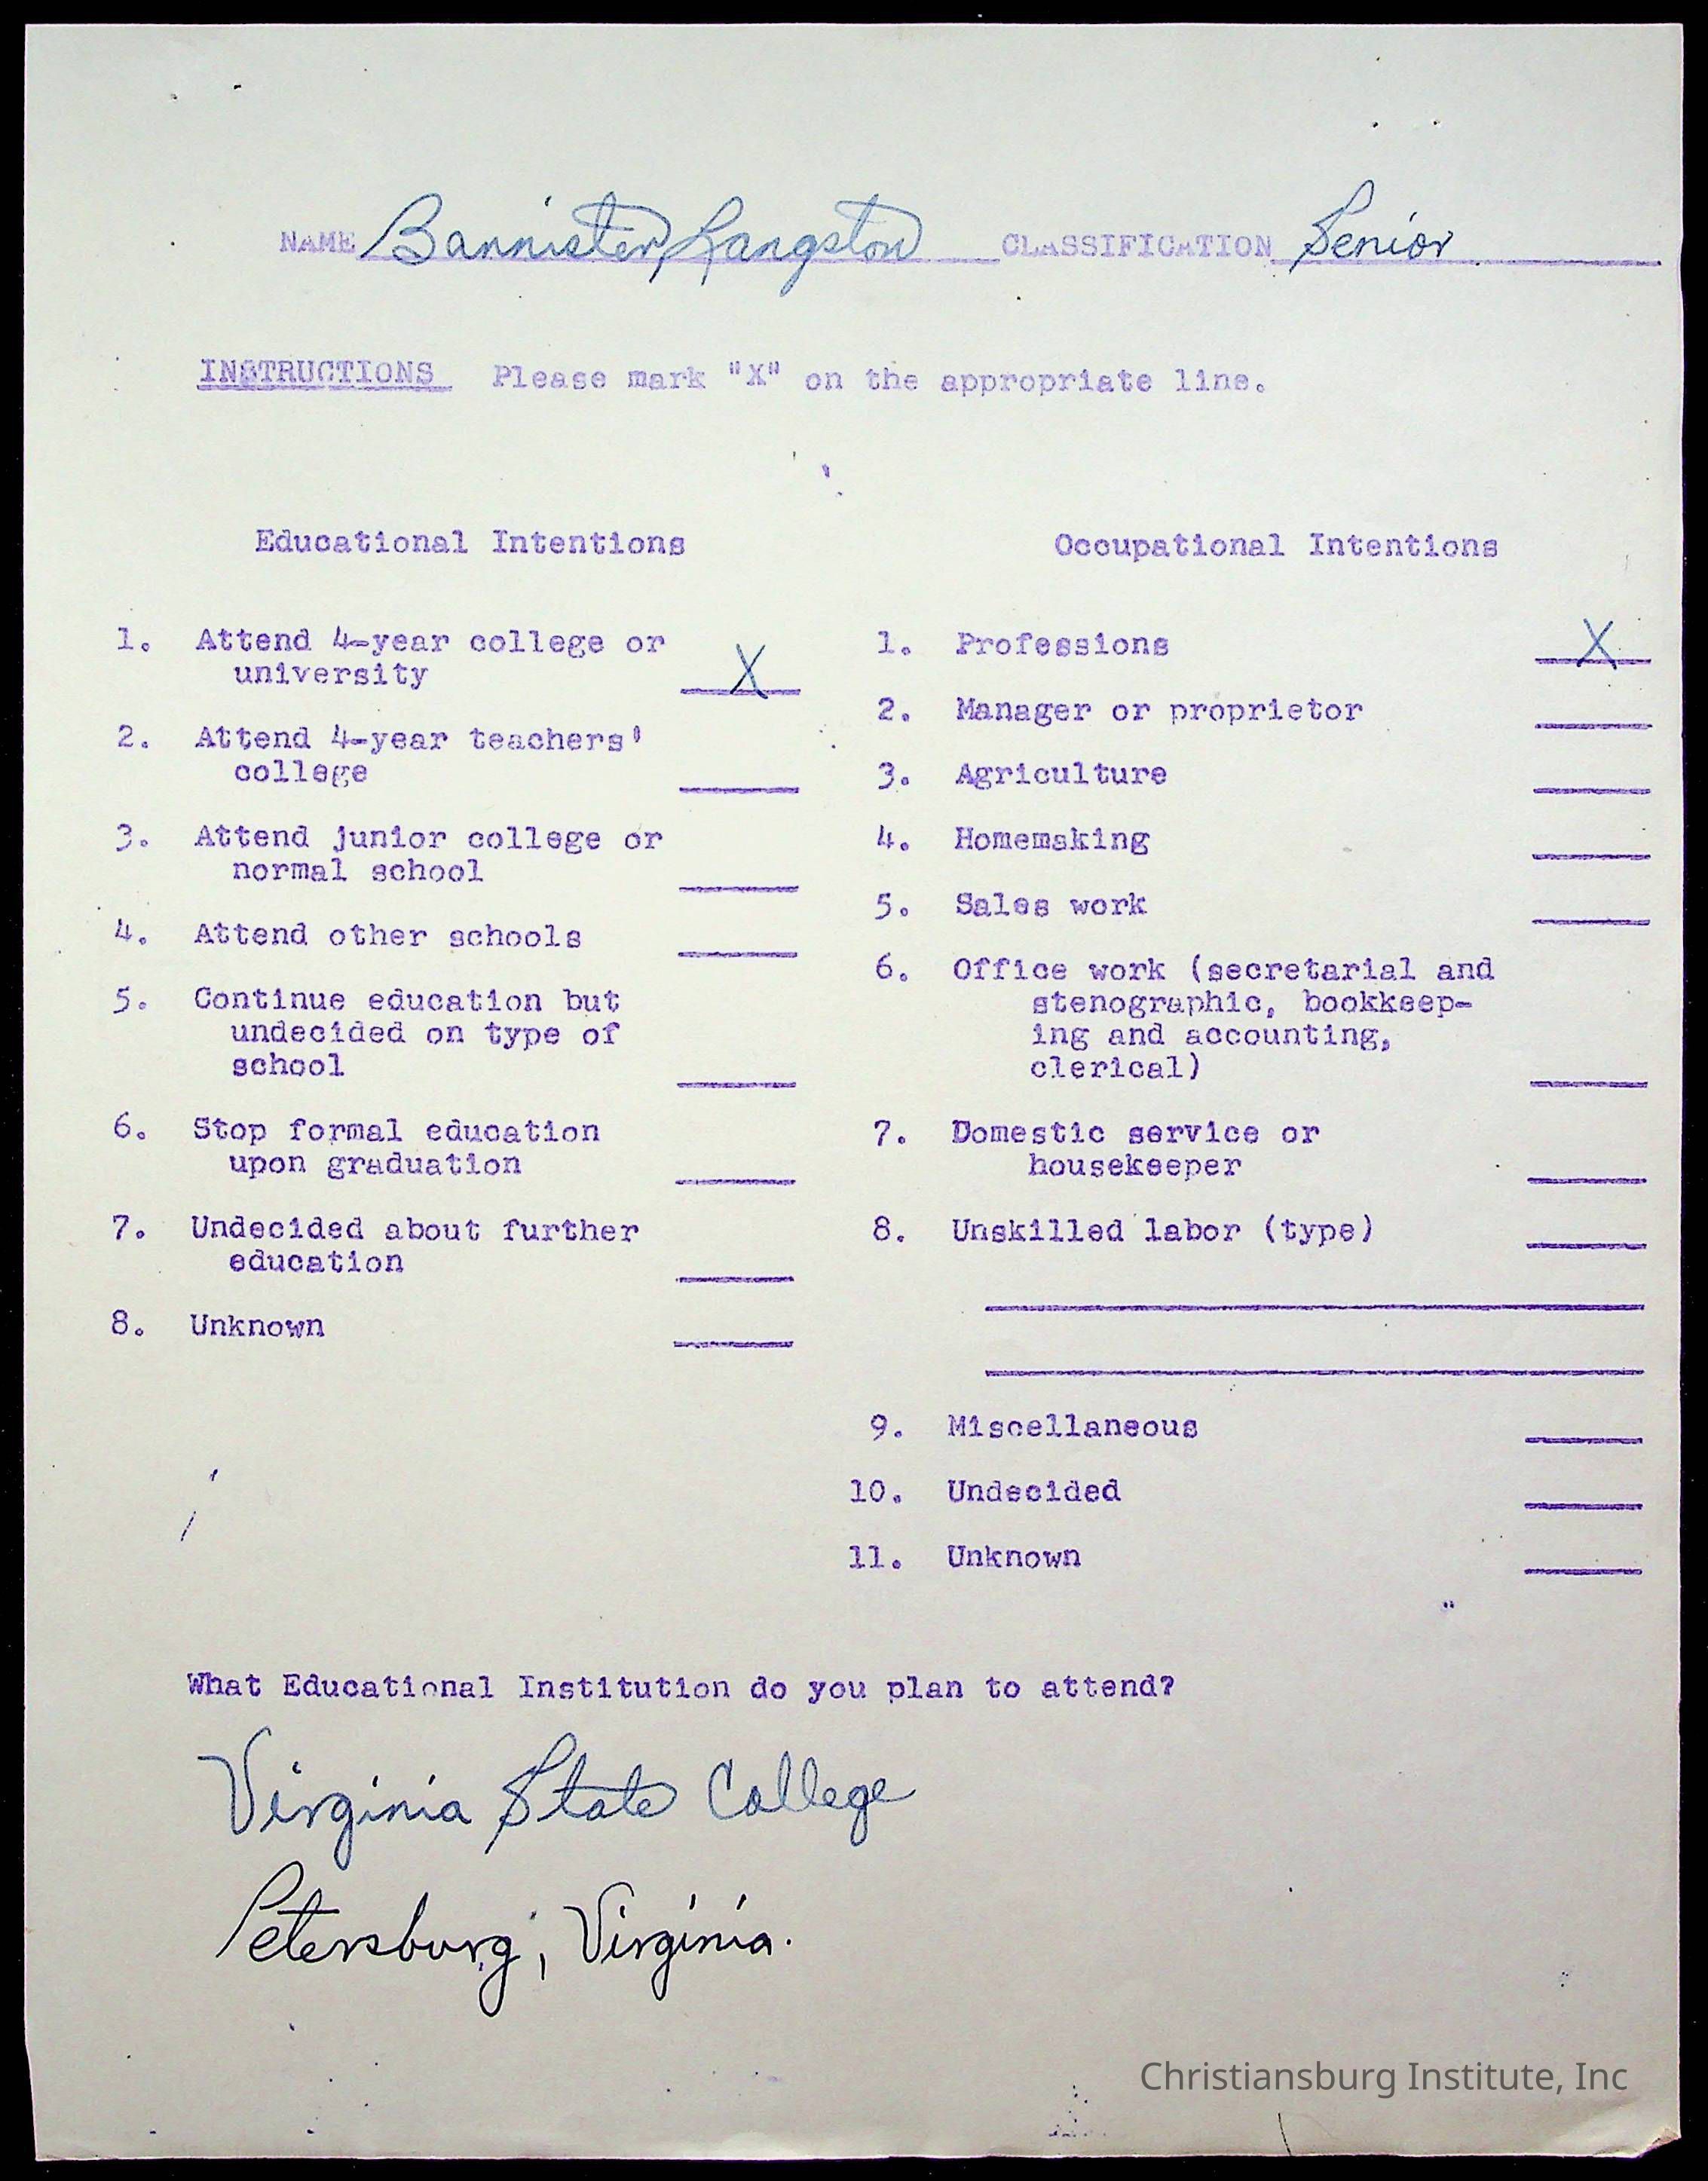 NAME Bannister, Langston CLASSIFICATION Senior
INSTRUCTIONS Please mark "X" on the appropriate line.
Educational Intentions
1. Attend 4-year college or
university X
2. Attend 4-year teachers'
college
3. Attend junior college or
normal school
4. Attend other schools
5. Continue education but
undecided on type of
school
6. Stop formal education
upon graduation
7. Undecided about further
education
8. Unknown
Occupational Intentions
1. Professions X
2. Manager or proprietor
3. Agriculture
4. Homemaking
5. Sales work
6. Office work (secretarial and
stenographic, bookkeep-
ing and accounting,
clerical)
7. Domestic service or
housekeeper
8. Unskilled labor (type)
9. Miscellaneous
10. Undecided
11. Unknown
What Educational Institution do you plan to attend?
Virginia State College
Petersburg, Virginia.
Christiansburg Institute, Inc